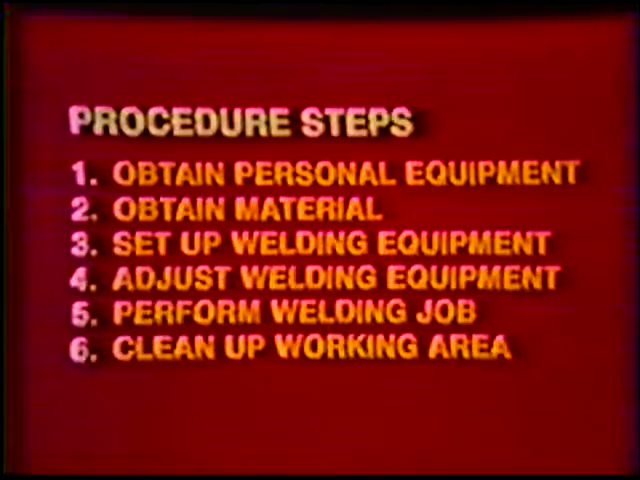 PROCEDURE STEPS
1. OBTAIN PERSONAL EQUIPMENT
2. OBTAIN MATERIAL
3. SET UP WELDING EQUIPMENT
4. ADJUST WELDING EQUIPMENT
5. PERFORM WELDING JOB
6. CLEAN UP WORKING AREA